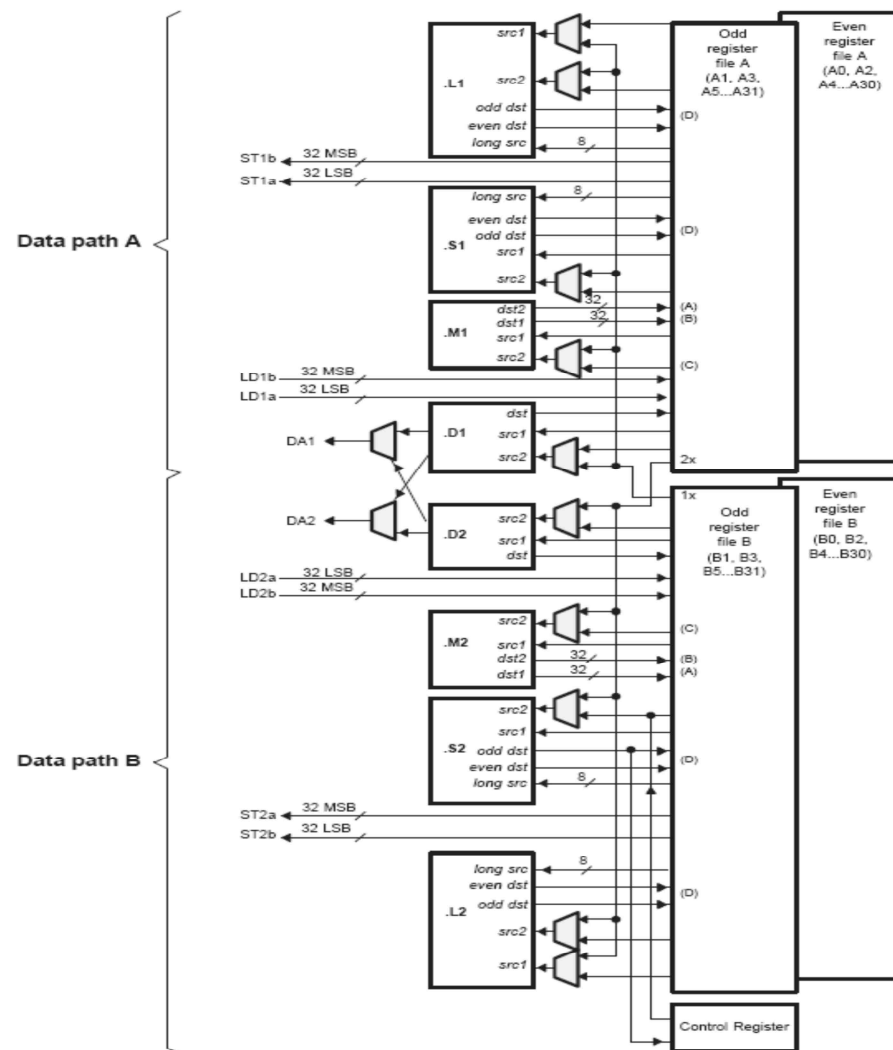 src1
Odd
register
file A
(A1, A3,
A5...A31)
Even
register
file A
(A0, A2,
A4...A30)
src2
.L1
odd dst
(D)
even dst
long src
8
ST1b
32 MSB
ST1a
32 LSB
long src
8
even dst
(D)
odd dst
Data path A
.S1
src1
src2
dst2
32
(A)
dst1
32
(B)
.M1
src1
src2
(C)
LD1b
32 MSB
LD1a
32 LSB
dst
.D1
src1
DA1
src2
2x
1x
Odd
register
file B
(B1, B3,
B5...B31)
Even
register
file B
(B0, B2,
B4...B30)
DA2
src2
.D2
src1
dst
LD2a
32 LSB
LD2b
32 MSB
src2
(C)
.M2
src1
dst2
32
(B)
dst1
32
(A)
src2
src1
.S2
odd dst
(D)
Data path B
even dst
long src
8
ST2a
32 MSB
ST2b
32 LSB
long src
8
even dst
(D)
odd dst
.L2
src2
src1
Control Register